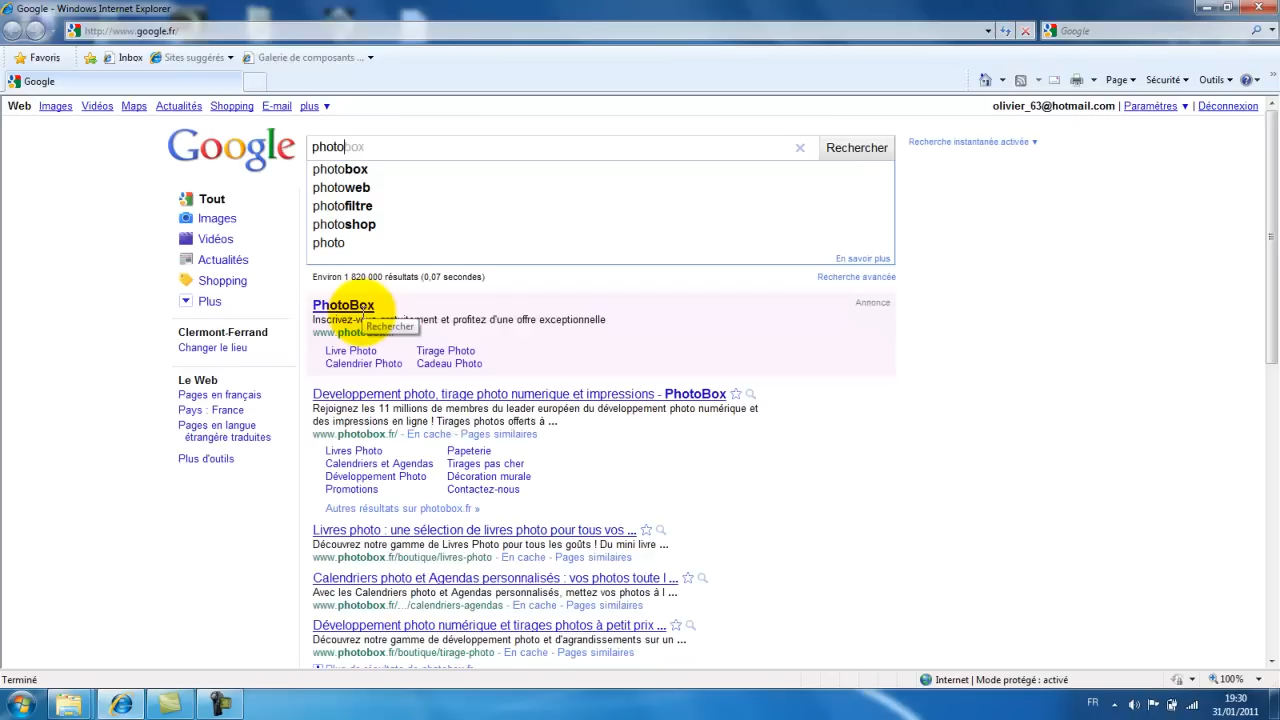 Google - Windows Internet Explorer
http://www.google.fr/
Google
Favoris
Inbox
Sites suggérés
Galerie de composants ...
Google
Page
Sécurité
Outils
Web Images Vidéos Maps Actualités Shopping E-mail plus
olivier_63@hotmail.com | Paramètres | Déconnexion
Google
photobox
Rechercher
Recherche instantanée activée
photobox
photoweb
photofiltre
photoshop
photo
En savoir plus
Environ 1 820 000 résultats (0,07 secondes)
Recherche avancée
Tout
Images
Vidéos
Actualités
Shopping
Plus
Clermont-Ferrand
Changer le lieu
Le Web
Pages en français
Pays : France
Pages en langue
étrangère traduites
Plus d'outils
PhotoBox
Annonce
Inscrivez-vous gratuitement et profitez d'une offre exceptionnelle
Rechercher
Livre Photo Tirage Photo
Calendrier Photo Cadeau Photo
Developpement photo, tirage photo numerique et impressions - PhotoBox
Rejoignez les 11 millions de membres du leader européen du développement photo numérique et
des impressions en ligne ! Tirages photos offerts à ...
www.photobox.fr/ - En cache - Pages similaires
Livres Photo Papeterie
Calendriers et Agendas Tirages pas cher
Développement Photo Décoration murale
Promotions Contactez-nous
Autres résultats sur photobox.fr »
Livres photo : une sélection de livres photo pour tous vos ...
Découvrez notre gamme de Livres Photo pour tous les goûts ! Du mini livre ...
www.photobox.fr/boutique/livres-photo - En cache - Pages similaires
Calendriers photo et Agendas personnalisés : vos photos toute l ...
Avec les Calendriers photo et Agendas personnalisés, mettez vos photos à l ...
www.photobox.fr/.../calendriers-agendas - En cache - Pages similaires
Développement photo numérique et tirages photos à petit prix ...
Découvrez notre gamme de développement photo et d'agrandissements sur un ...
www.photobox.fr/boutique/tirage-photo - En cache - Pages similaires
Plus de résultats de photobox.fr
Terminé
Internet | Mode protégé : activé
100%
FR
19:30
31/01/2011